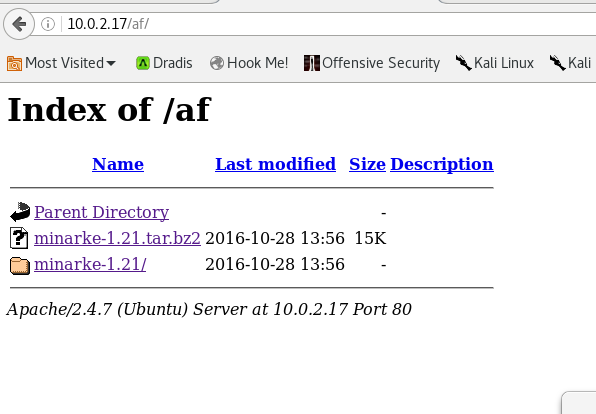 10.0.2.17/af/
Most Visited Dradis Hook Me! Offensive Security Kali Linux Kali
Index of /af
Name Last modified Size Description
Parent Directory -
minarke-1.21.tar.bz2 2016-10-28 13:56 15K
minarke-1.21/ 2016-10-28 13:56 -
Apache/2.4.7 (Ubuntu) Server at 10.0.2.17 Port 80